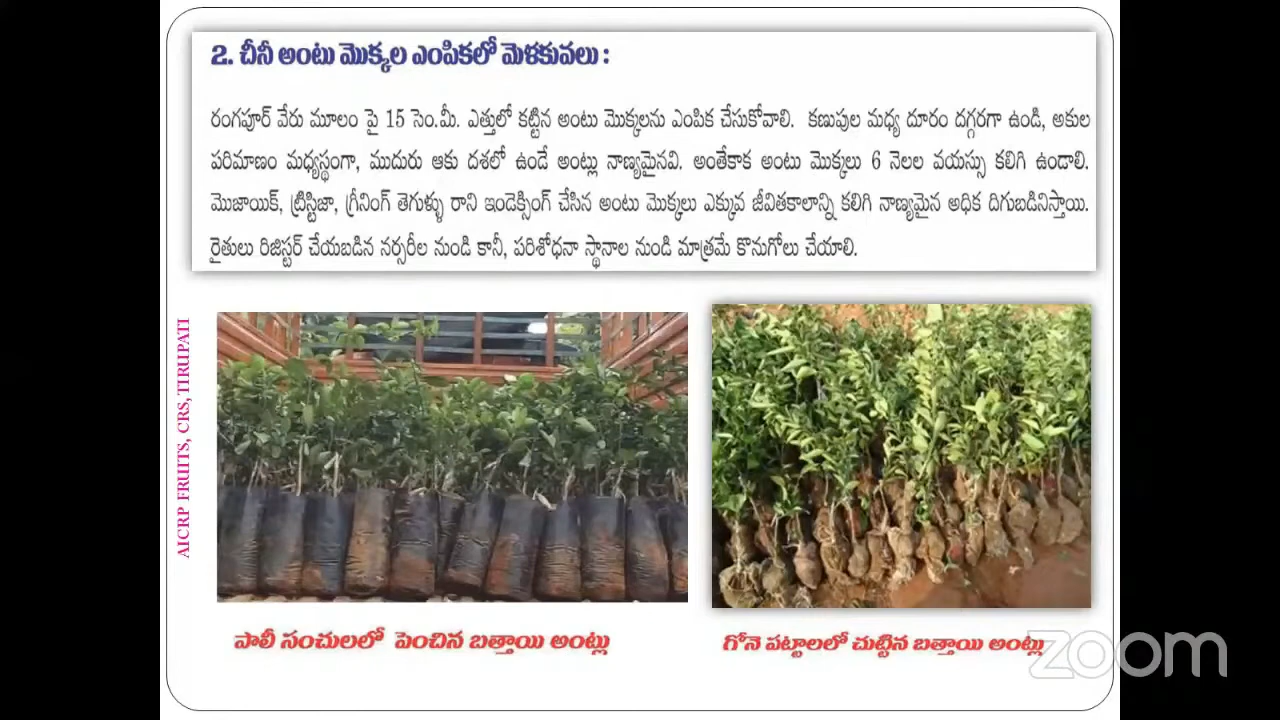 2. చీనీ అంటు మొక్కల ఎంపికలో మెళకువలు :
రంగపూర్ వేరు మూలం పై 15 సెం.మీ. ఎత్తులో కట్టిన అంటు మొక్కలను ఎంపిక చేసుకోవాలి. కణుపుల మధ్య దూరం దగ్గరగా ఉండి, అకుల
పరిమాణం మధ్యస్థంగా, ముదురు ఆకు దశలో ఉండే అంట్లు నాణ్యమైనవి. అంతేకాక అంటు మొక్కలు 6 నెలల వయస్సు కలిగి ఉండాలి.
మొజాయిక్, ట్రిస్టిజా, గ్రీనింగ్ తెగుళ్ళు రాని ఇండెక్సింగ్ చేసిన అంటు మొక్కలు ఎక్కువ జీవితకాలాన్ని కలిగి నాణ్యమైన అధిక దిగుబడినిస్తాయి.
రైతులు రిజిస్టర్ చేయబడిన నర్సరీల నుండి కానీ, పరిశోధనా స్థానాల నుండి మాత్రమే కొనుగోలు చేయాలి.
AICRP FRUITS, CRS, TIRUPATI
పాలీ సంచులలో పెంచిన బత్తాయి అంట్లు
గోనె పట్టాలలో చుట్టిన బత్తాయి అంట్లు
zoom